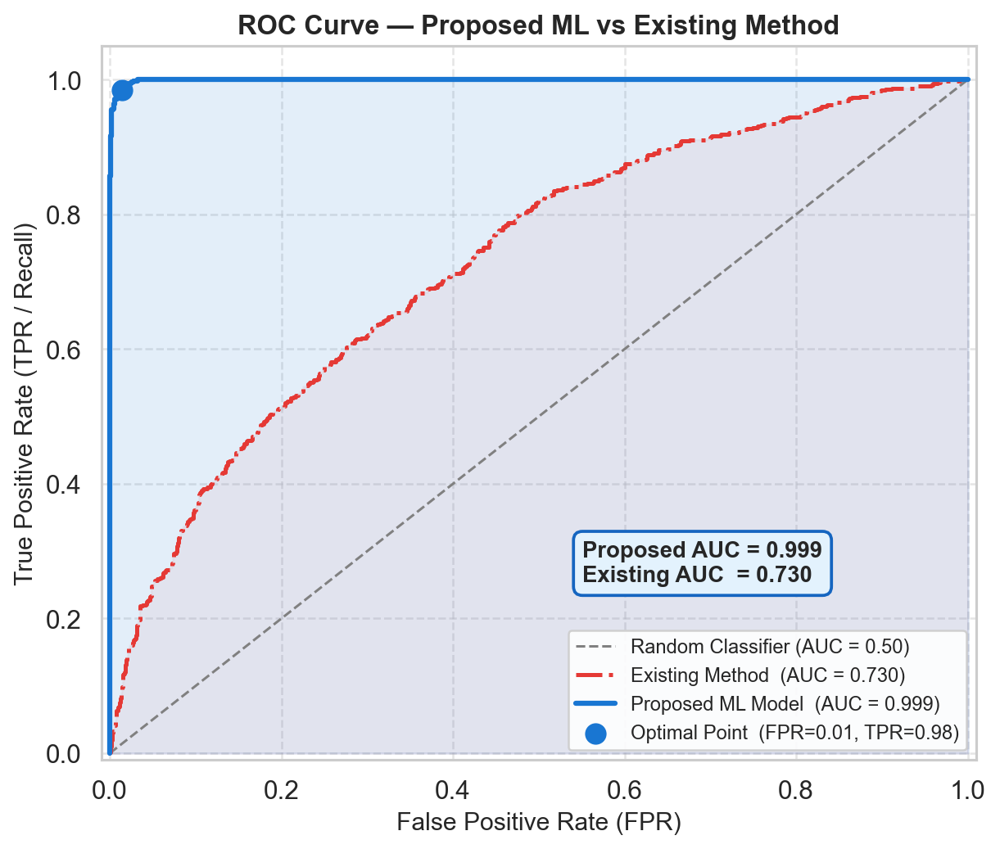 ROC Curve — Proposed ML vs Existing Method
True Positive Rate (TPR / Recall)
1.0
0.8
0.6
0.4
0.2
0.0
Proposed AUC = 0.999
Existing AUC  = 0.730
Random Classifier (AUC = 0.50)
Existing Method  (AUC = 0.730)
Proposed ML Model  (AUC = 0.999)
Optimal Point  (FPR=0.01, TPR=0.98)
0.0 0.2 0.4 0.6 0.8 1.0
False Positive Rate (FPR)